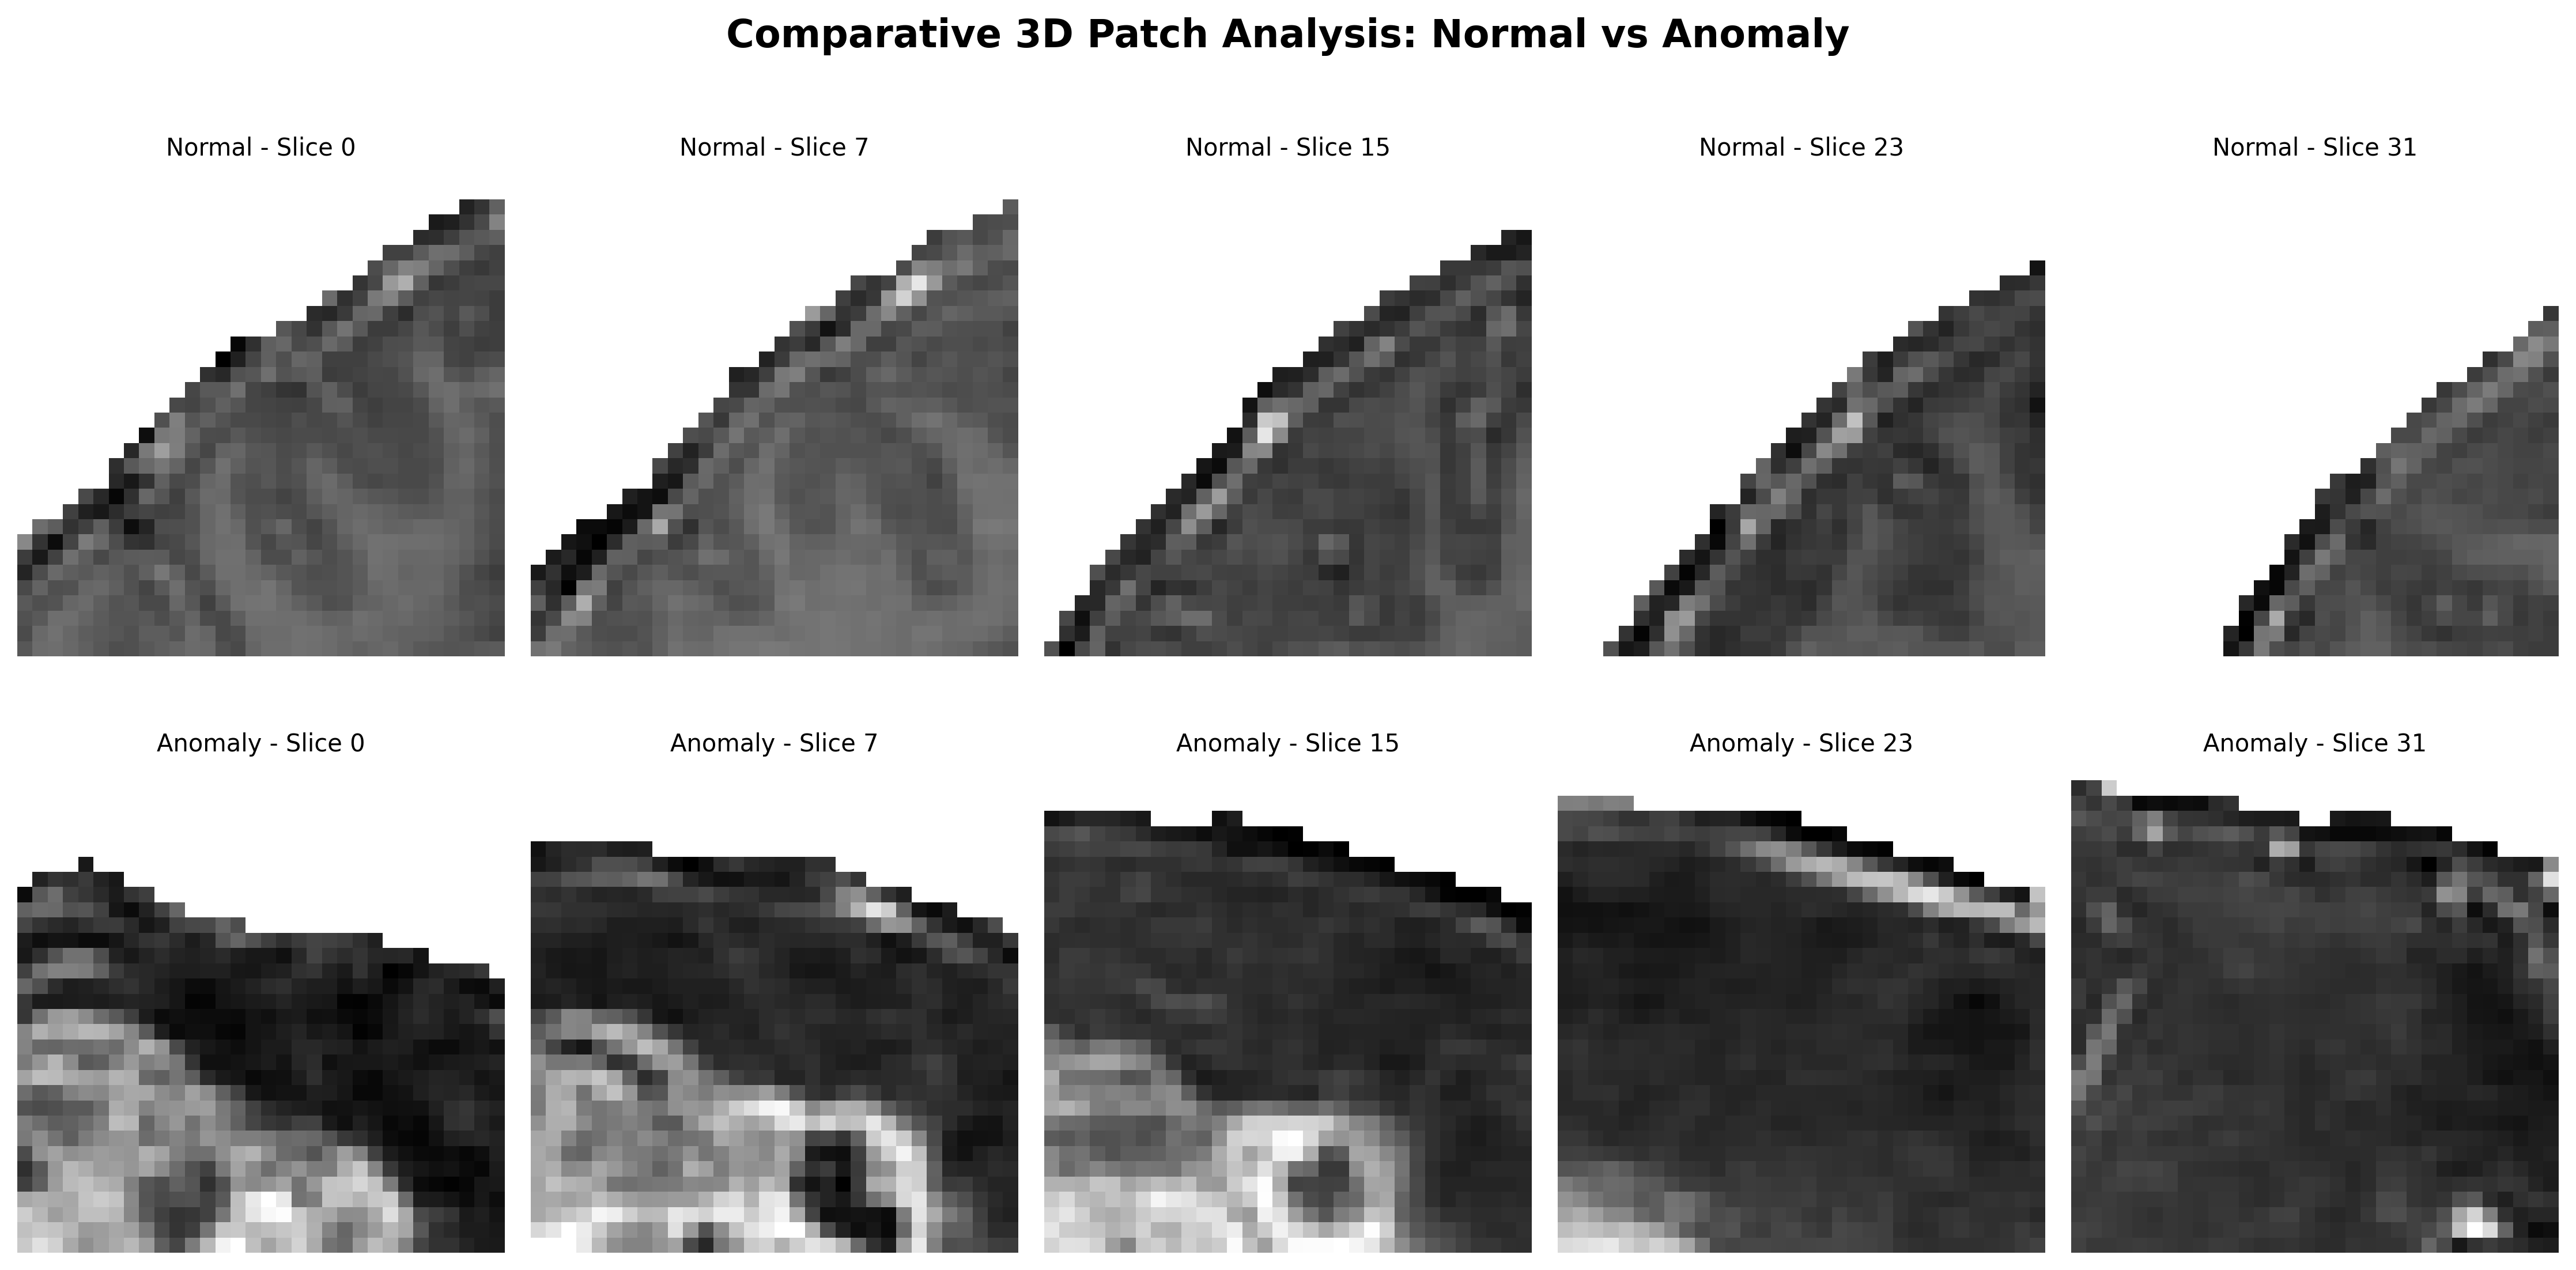 Comparative 3D Patch Analysis: Normal vs Anomaly
Normal - Slice 0
Normal - Slice 7
Normal - Slice 15
Normal - Slice 23
Normal - Slice 31
Anomaly - Slice 0
Anomaly - Slice 7
Anomaly - Slice 15
Anomaly - Slice 23
Anomaly - Slice 31